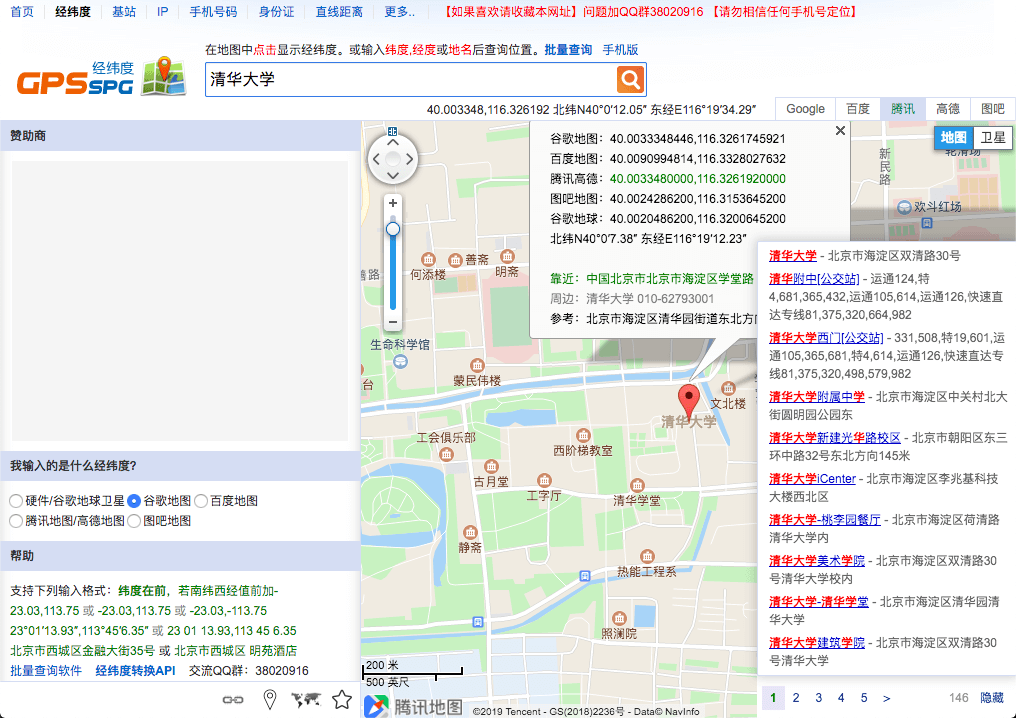 首页 经纬度 基站 IP 手机号码 身份证 直线距离 更多.. 【如果喜欢请收藏本网址】问题加QQ群38020916 【请勿相信任何手机号定位】
在地图中点击显示经纬度。或输入纬度,经度或地名后查询位置。批量查询 手机版
GPSSPG 经纬度
清华大学
40.003348,116.326192 北纬N40°0′12.05″ 东经E116°19′34.29″
Google 百度 腾讯 高德 图吧
赞助商
我输入的是什么经纬度?
硬件/谷歌地球卫星 谷歌地图 百度地图
腾讯地图/高德地图 图吧地图
帮助
支持下列输入格式：纬度在前，若南纬西经值前加-
23.03,113.75 或 -23.03,113.75 或 -23.03,-113.75
23°01′13.93″,113°45′6.35″ 或 23 01 13.93,113 45 6.35
北京市西城区金融大街35号 或 北京市西城区 明苑酒店
批量查询软件 经纬度转换API 交流QQ群：38020916
谷歌地图：40.0033348446,116.3261745921
百度地图：40.0090994814,116.3328027632
腾讯高德：40.0033480000,116.3261920000
图吧地图：40.0024286200,116.3153645200
谷歌地球：40.0020486200,116.3200645200
北纬N40°0′7.38″ 东经E116°19′12.23″
靠近：中国北京市北京市海淀区学堂路
周边：清华大学 010-62793001
参考：北京市海淀区清华园街道东北方向
地图 卫星
新民路
欢斗红场
善斋
何添楼
明斋
路
生命科学馆
台
蒙民伟楼
文北楼
清华大学
工会俱乐部
西阶梯教室
古月堂
工字厅
清华学堂
静斋
热能工程系
照澜院
200 米
500 英尺
腾讯地图
©2019 Tencent - GS(2018)2236号 - Data© NavInfo
清华大学 - 北京市海淀区双清路30号
清华附中[公交站] - 运通124,特
4,681,365,432,运通105,614,运通126,快速直
达专线81,375,320,664,982
清华大学西门[公交站] - 331,508,特19,601,运
通105,365,681,特4,614,运通126,快速直达专
线81,375,320,498,579,982
清华大学附属中学 - 北京市海淀区中关村北大
街圆明园公园东
清华大学新建光华路校区 - 北京市朝阳区东三
环中路32号东北方向145米
清华大学iCenter - 北京市海淀区李兆基科技
大楼西北区
清华大学-桃李园餐厅 - 北京市海淀区荷清路
清华大学内
清华大学美术学院 - 北京市海淀区双清路30
号清华大学校内
清华大学-清华学堂 - 北京市海淀区清华园清
华大学
清华大学建筑学院 - 北京市海淀区双清路30
号清华大学
1 2 3 4 5 > 146 隐藏